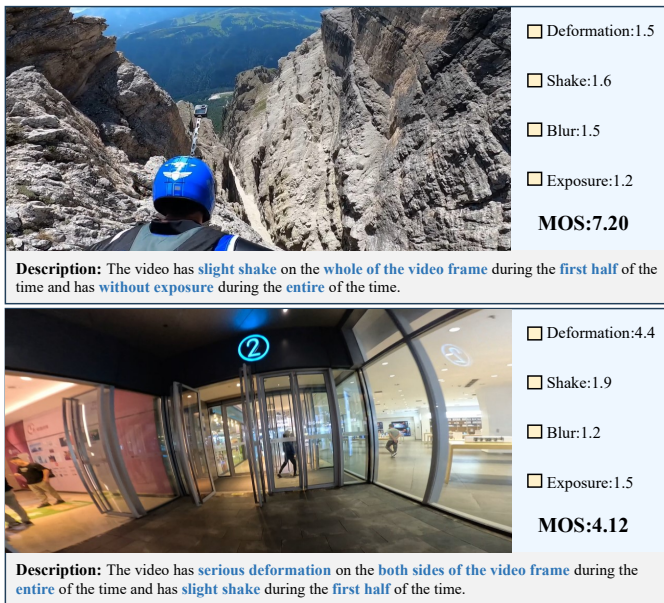 Deformation:1.5
Shake:1.6
Blur:1.5
Exposure:1.2
MOS:7.20
Description: The video has slight shake on the whole of the video frame during the first half of the
time and has without exposure during the entire of the time.
2
Deformation:4.4
Shake:1.9
Blur:1.2
Exposure:1.5
MOS:4.12
Description: The video has serious deformation on the both sides of the video frame during the
entire of the time and has slight shake during the first half of the time.